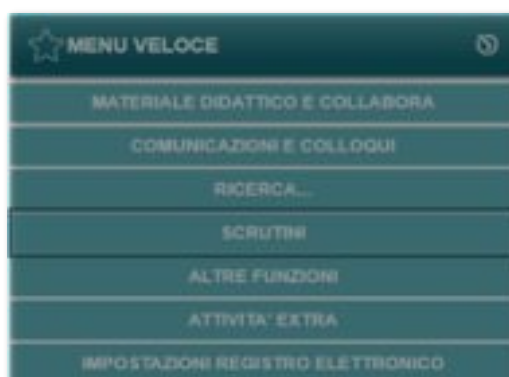 MENU VELOCE
MATERIALE DIDATTICO E COLLABORA
COMUNICAZIONI E COLLOQUI
RICERCA...
SCRUTINI
ALTRE FUNZIONI
ATTIVITA' EXTRA
IMPOSTAZIONI REGISTRO ELETTRONICO